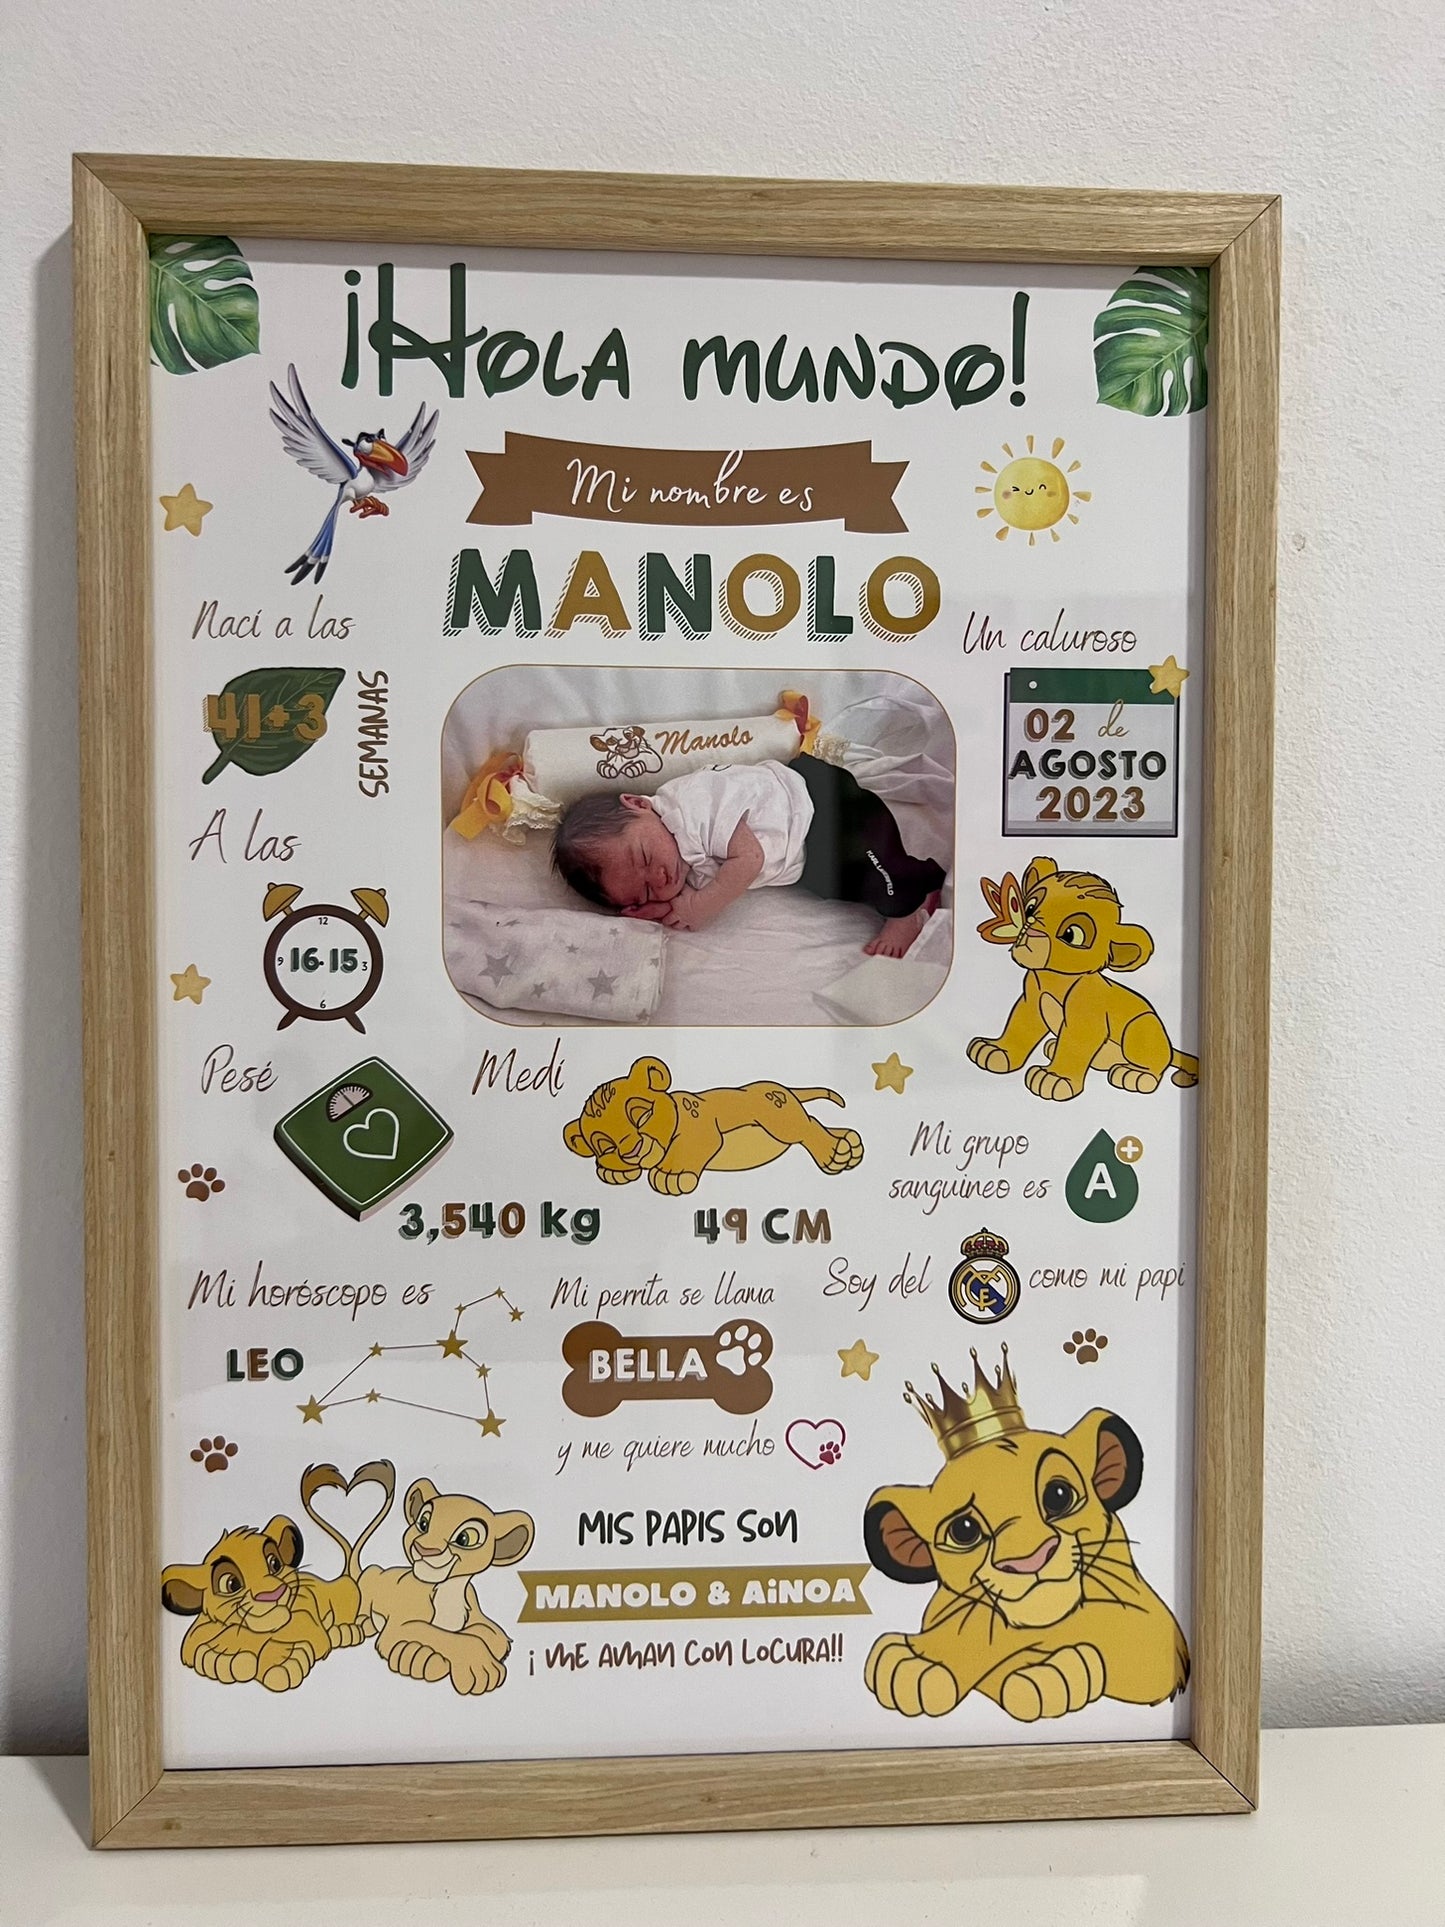 ¡HOLA MUNDO!
Mi nombre es
MANOLO
Nací a las
41+3
SEMANAS
Un caluroso
02 de
AGOSTO
2023
Manolo
KARL LAGERFELD
A las
12
9 16:15 3
6
Pesé
3,540 kg
Medí
49 CM
Mi grupo
sanguineo es
A+
Mi horóscopo es
LEO
Mi perrita se llama
BELLA
y me quiere mucho
Soy del
como mi papi
MIS PAPIS SON
MANOLO & AiNOA
¡ ME AMAN CON LOCURA!!